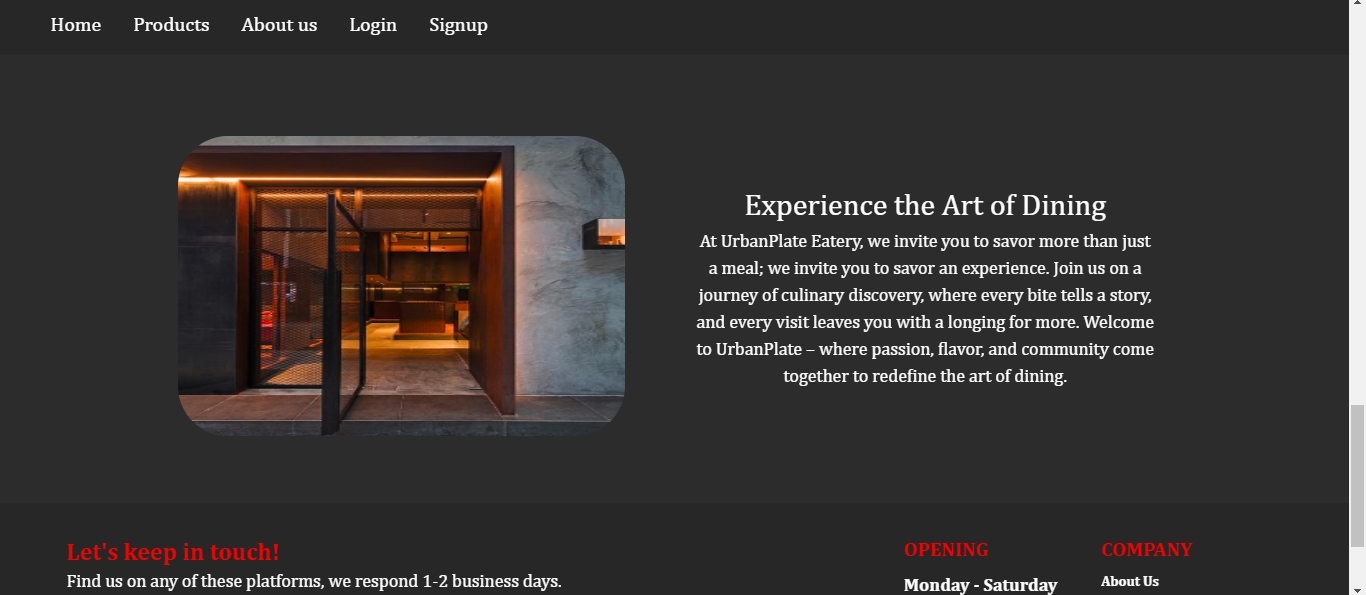 Home Products About us Login Signup
Experience the Art of Dining
At UrbanPlate Eatery, we invite you to savor more than just
a meal; we invite you to savor an experience. Join us on a
journey of culinary discovery, where every bite tells a story,
and every visit leaves you with a longing for more. Welcome
to UrbanPlate – where passion, flavor, and community come
together to redefine the art of dining.
Let's keep in touch!
Find us on any of these platforms, we respond 1-2 business days.
OPENING
Monday - Saturday
COMPANY
About Us